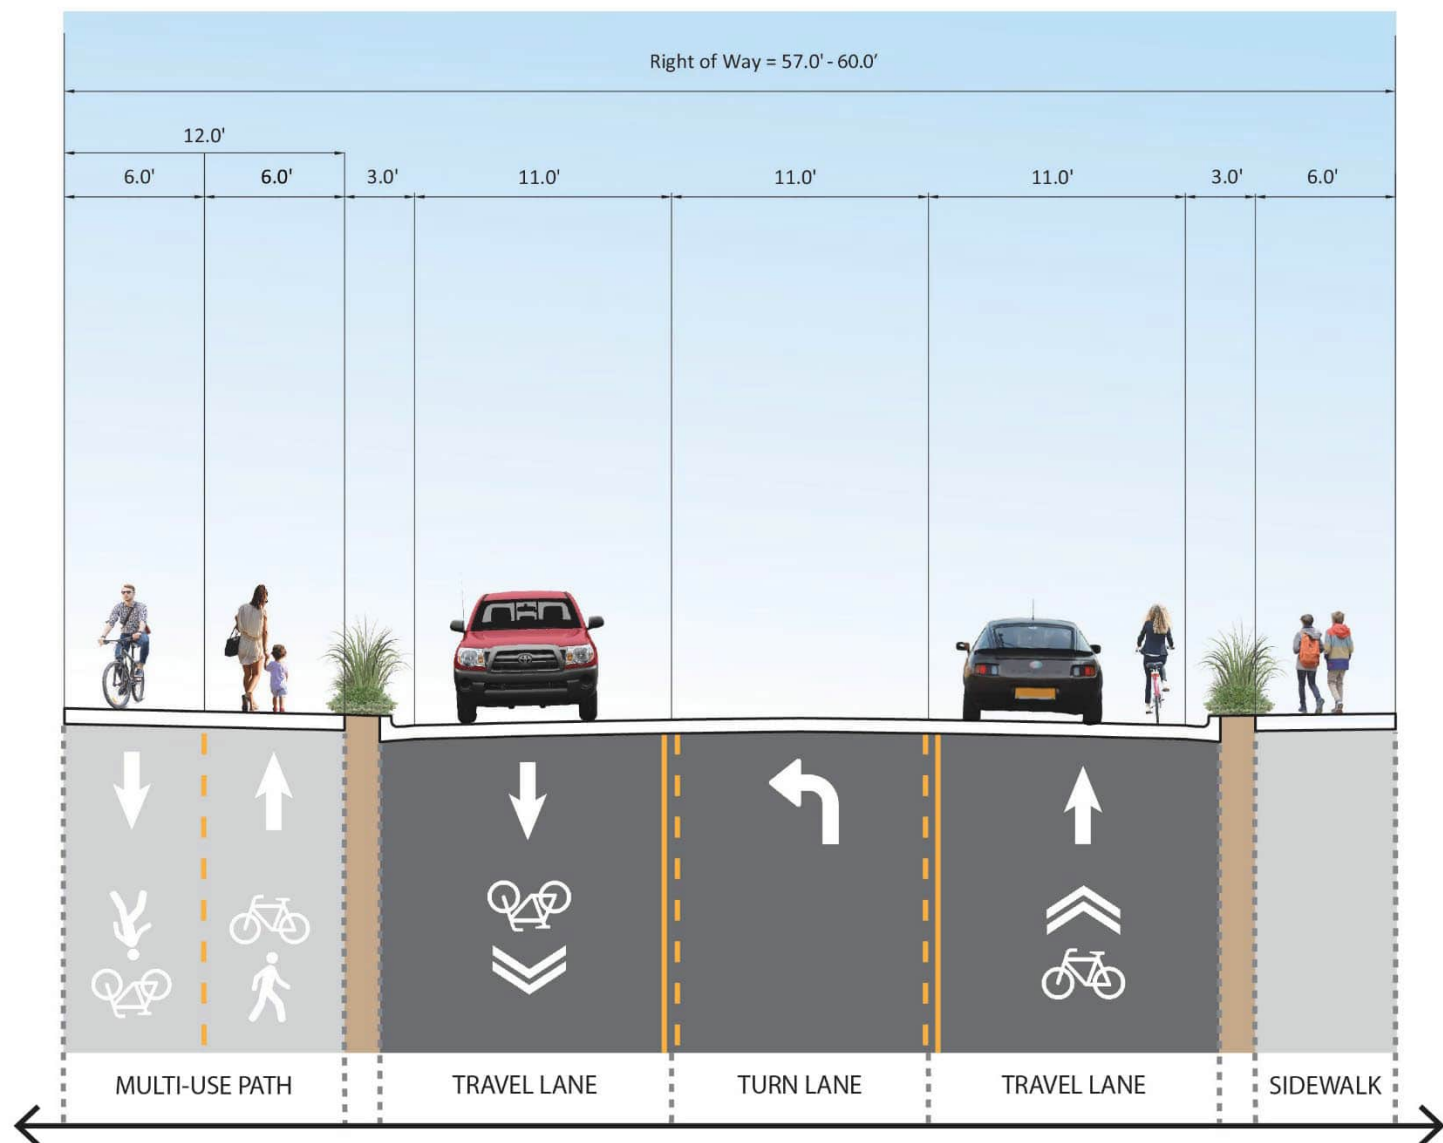 Right of Way = 57.0' - 60.0'
12.0'
6.0' 6.0' 3.0' 11.0' 11.0' 11.0' 3.0' 6.0'
MULTI-USE PATH TRAVEL LANE TURN LANE TRAVEL LANE SIDEWALK